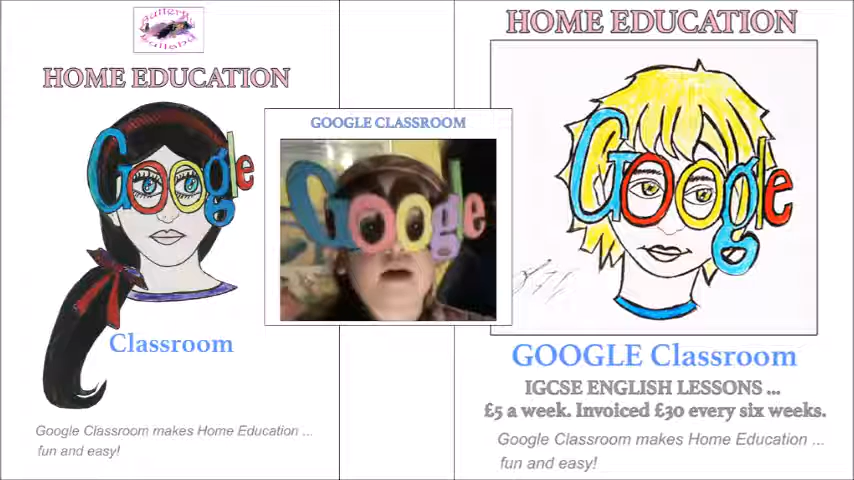 Butterfly
HOME EDUCATION
Google
Classroom
Google Classroom makes Home Education ...
fun and easy!
GOOGLE CLASSROOM
Google
HOME EDUCATION
Google
GOOGLE Classroom
IGCSE ENGLISH LESSONS ...
£5 a week. Invoiced £30 every six weeks.
Google Classroom makes Home Education ...
fun and easy!